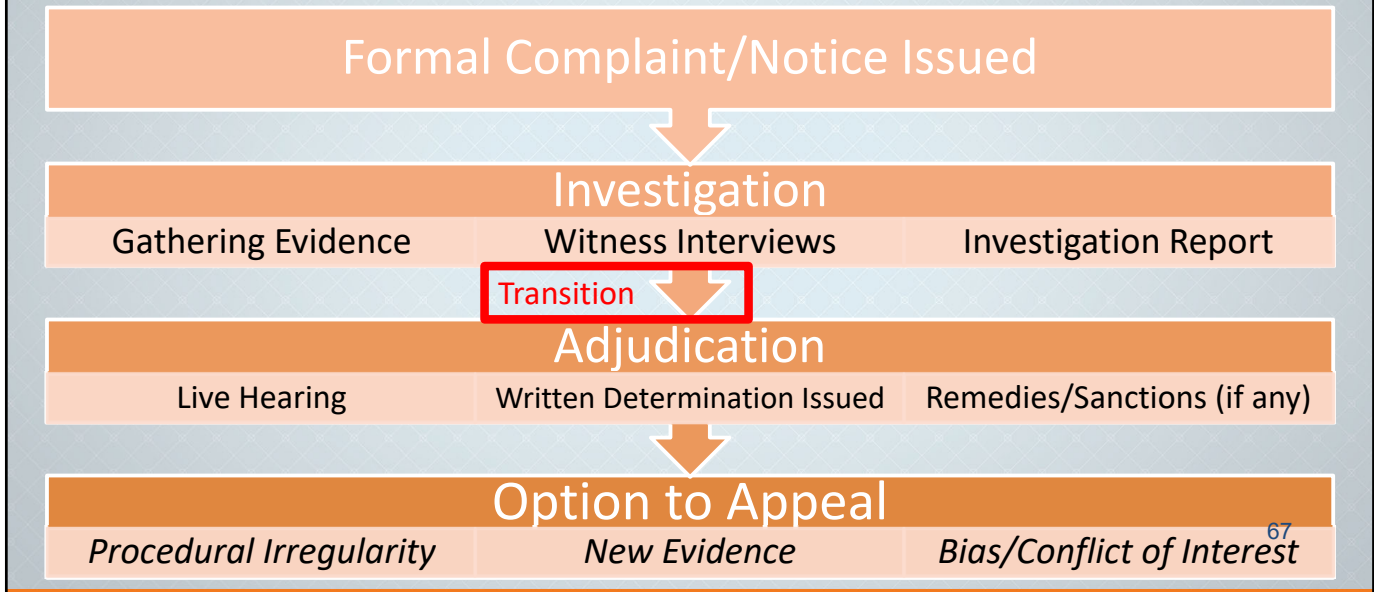 Formal Complaint/Notice Issued
Investigation
Gathering Evidence
Witness Interviews
Investigation Report
Transition
Adjudication
Live Hearing
Written Determination Issued
Remedies/Sanctions (if any)
Option to Appeal
Procedural Irregularity
New Evidence
Bias/Conflict of Interest
67